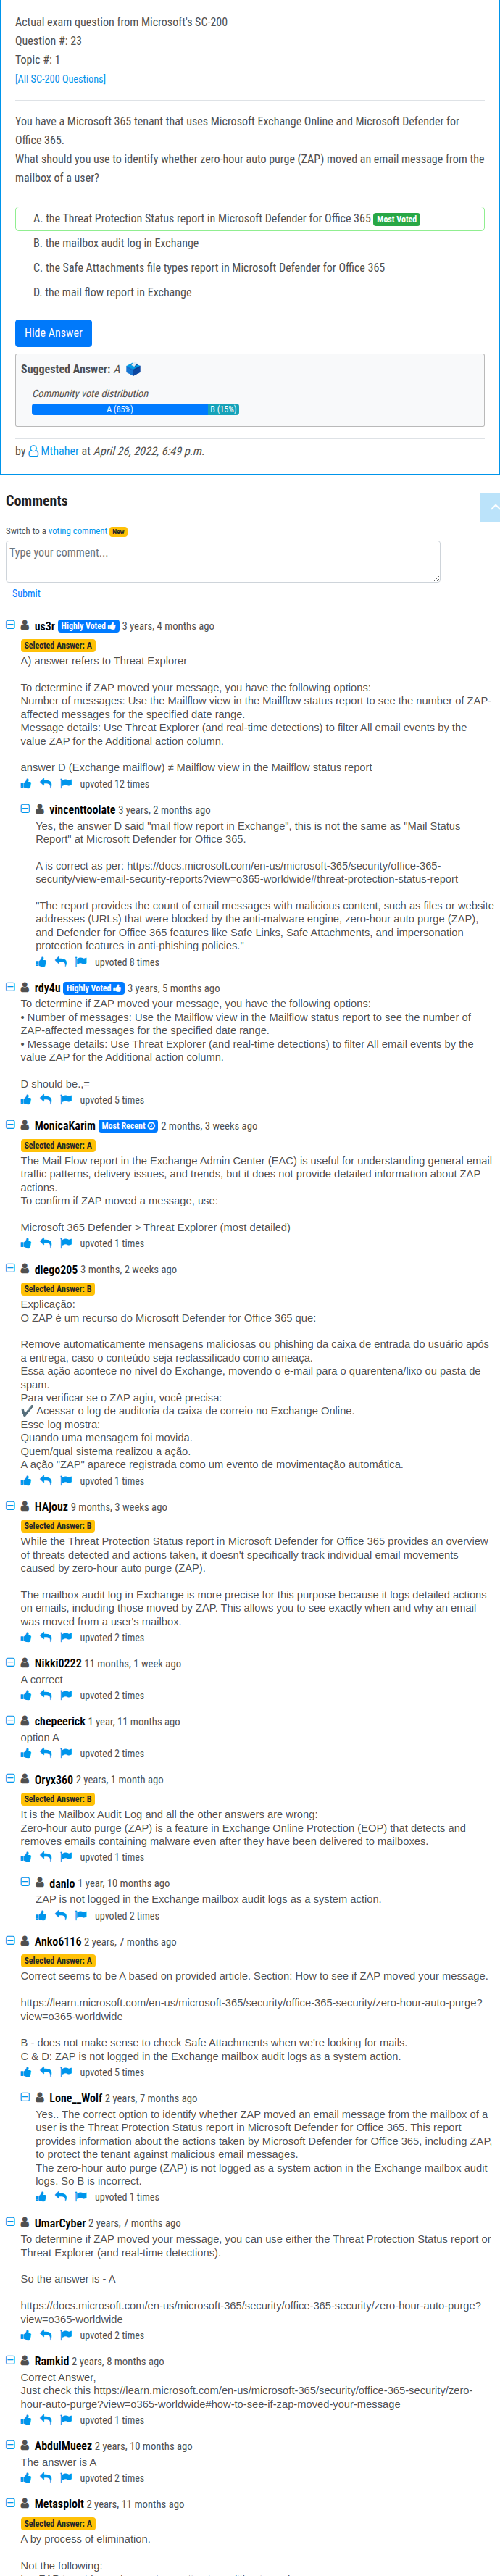 Actual exam question from Microsoft's SC-200
Question #: 23
Topic #: 1
[All SC-200 Questions]
You have a Microsoft 365 tenant that uses Microsoft Exchange Online and Microsoft Defender for
Office 365.
What should you use to identify whether zero-hour auto purge (ZAP) moved an email message from the
mailbox of a user?
A. the Threat Protection Status report in Microsoft Defender for Office 365 Most Voted
B. the mailbox audit log in Exchange
C. the Safe Attachments file types report in Microsoft Defender for Office 365
D. the mail flow report in Exchange
Hide Answer
Suggested Answer: A
Community vote distribution
A (85%) B (15%)
by Mthaher at April 26, 2022, 6:49 p.m.
Comments
Switch to a voting comment New
Type your comment...
Submit
us3r Highly Voted 3 years, 4 months ago
Selected Answer: A
A) answer refers to Threat Explorer
To determine if ZAP moved your message, you have the following options:
Number of messages: Use the Mailflow view in the Mailflow status report to see the number of ZAP-
affected messages for the specified date range.
Message details: Use Threat Explorer (and real-time detections) to filter All email events by the
value ZAP for the Additional action column.
answer D (Exchange mailflow) ≠ Mailflow view in the Mailflow status report
upvoted 12 times
vincenttoolate 3 years, 2 months ago
Yes, the answer D said "mail flow report in Exchange", this is not the same as "Mail Status
Report" at Microsoft Defender for Office 365.
A is correct as per: https://docs.microsoft.com/en-us/microsoft-365/security/office-365-
security/view-email-security-reports?view=o365-worldwide#threat-protection-status-report
"The report provides the count of email messages with malicious content, such as files or website
addresses (URLs) that were blocked by the anti-malware engine, zero-hour auto purge (ZAP),
and Defender for Office 365 features like Safe Links, Safe Attachments, and impersonation
protection features in anti-phishing policies."
upvoted 8 times
rdy4u Highly Voted 3 years, 5 months ago
To determine if ZAP moved your message, you have the following options:
• Number of messages: Use the Mailflow view in the Mailflow status report to see the number of
ZAP-affected messages for the specified date range.
• Message details: Use Threat Explorer (and real-time detections) to filter All email events by the
value ZAP for the Additional action column.
D should be.,=
upvoted 5 times
MonicaKarim Most Recent 2 months, 3 weeks ago
Selected Answer: A
The Mail Flow report in the Exchange Admin Center (EAC) is useful for understanding general email
traffic patterns, delivery issues, and trends, but it does not provide detailed information about ZAP
actions.
To confirm if ZAP moved a message, use:
Microsoft 365 Defender > Threat Explorer (most detailed)
upvoted 1 times
diego205 3 months, 2 weeks ago
Selected Answer: B
Explicação:
O ZAP é um recurso do Microsoft Defender for Office 365 que:
Remove automaticamente mensagens maliciosas ou phishing da caixa de entrada do usuário após
a entrega, caso o conteúdo seja reclassificado como ameaça.
Essa ação acontece no nível do Exchange, movendo o e-mail para o quarentena/lixo ou pasta de
spam.
Para verificar se o ZAP agiu, você precisa:
✔ Acessar o log de auditoria da caixa de correio no Exchange Online.
Esse log mostra:
Quando uma mensagem foi movida.
Quem/qual sistema realizou a ação.
A ação "ZAP" aparece registrada como um evento de movimentação automática.
upvoted 1 times
HAjouz 9 months, 3 weeks ago
Selected Answer: B
While the Threat Protection Status report in Microsoft Defender for Office 365 provides an overview
of threats detected and actions taken, it doesn't specifically track individual email movements
caused by zero-hour auto purge (ZAP).
The mailbox audit log in Exchange is more precise for this purpose because it logs detailed actions
on emails, including those moved by ZAP. This allows you to see exactly when and why an email
was moved from a user's mailbox.
upvoted 2 times
Nikki0222 11 months, 1 week ago
A correct
upvoted 2 times
chepeerick 1 year, 11 months ago
option A
upvoted 2 times
Oryx360 2 years, 1 month ago
Selected Answer: B
It is the Mailbox Audit Log and all the other answers are wrong:
Zero-hour auto purge (ZAP) is a feature in Exchange Online Protection (EOP) that detects and
removes emails containing malware even after they have been delivered to mailboxes.
upvoted 1 times
danlo 1 year, 10 months ago
ZAP is not logged in the Exchange mailbox audit logs as a system action.
upvoted 2 times
Anko6116 2 years, 7 months ago
Selected Answer: A
Correct seems to be A based on provided article. Section: How to see if ZAP moved your message.
https://learn.microsoft.com/en-us/microsoft-365/security/office-365-security/zero-hour-auto-purge?
view=o365-worldwide
B - does not make sense to check Safe Attachments when we're looking for mails.
C & D: ZAP is not logged in the Exchange mailbox audit logs as a system action.
upvoted 5 times
Lone__Wolf 2 years, 7 months ago
Yes.. The correct option to identify whether ZAP moved an email message from the mailbox of a
user is the Threat Protection Status report in Microsoft Defender for Office 365. This report
provides information about the actions taken by Microsoft Defender for Office 365, including ZAP,
to protect the tenant against malicious email messages.
The zero-hour auto purge (ZAP) is not logged as a system action in the Exchange mailbox audit
logs. So B is incorrect.
upvoted 1 times
UmarCyber 2 years, 7 months ago
To determine if ZAP moved your message, you can use either the Threat Protection Status report or
Threat Explorer (and real-time detections).
So the answer is - A
https://docs.microsoft.com/en-us/microsoft-365/security/office-365-security/zero-hour-auto-purge?
view=o365-worldwide
upvoted 2 times
Ramkid 2 years, 8 months ago
Correct Answer,
Just check this https://learn.microsoft.com/en-us/microsoft-365/security/office-365-security/zero-
hour-auto-purge?view=o365-worldwide#how-to-see-if-zap-moved-your-message
upvoted 1 times
AbdulMueez 2 years, 10 months ago
The answer is A
upvoted 2 times
Metasploit 2 years, 11 months ago
Selected Answer: A
A by process of elimination.
Not the following: